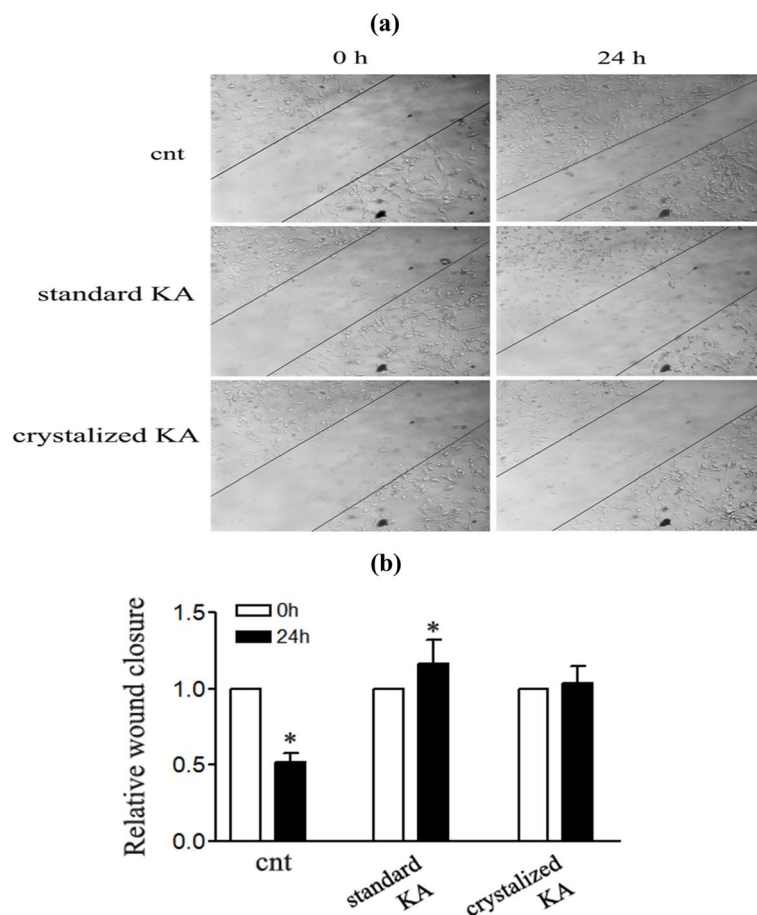 (a)
0 h
24 h
cnt
standard KA
crystalized KA
(b)
Relative wound closure
1.5
1.0
0.5
0.0
0h
24h
*
*
cnt
standard
KA
crystalized
KA